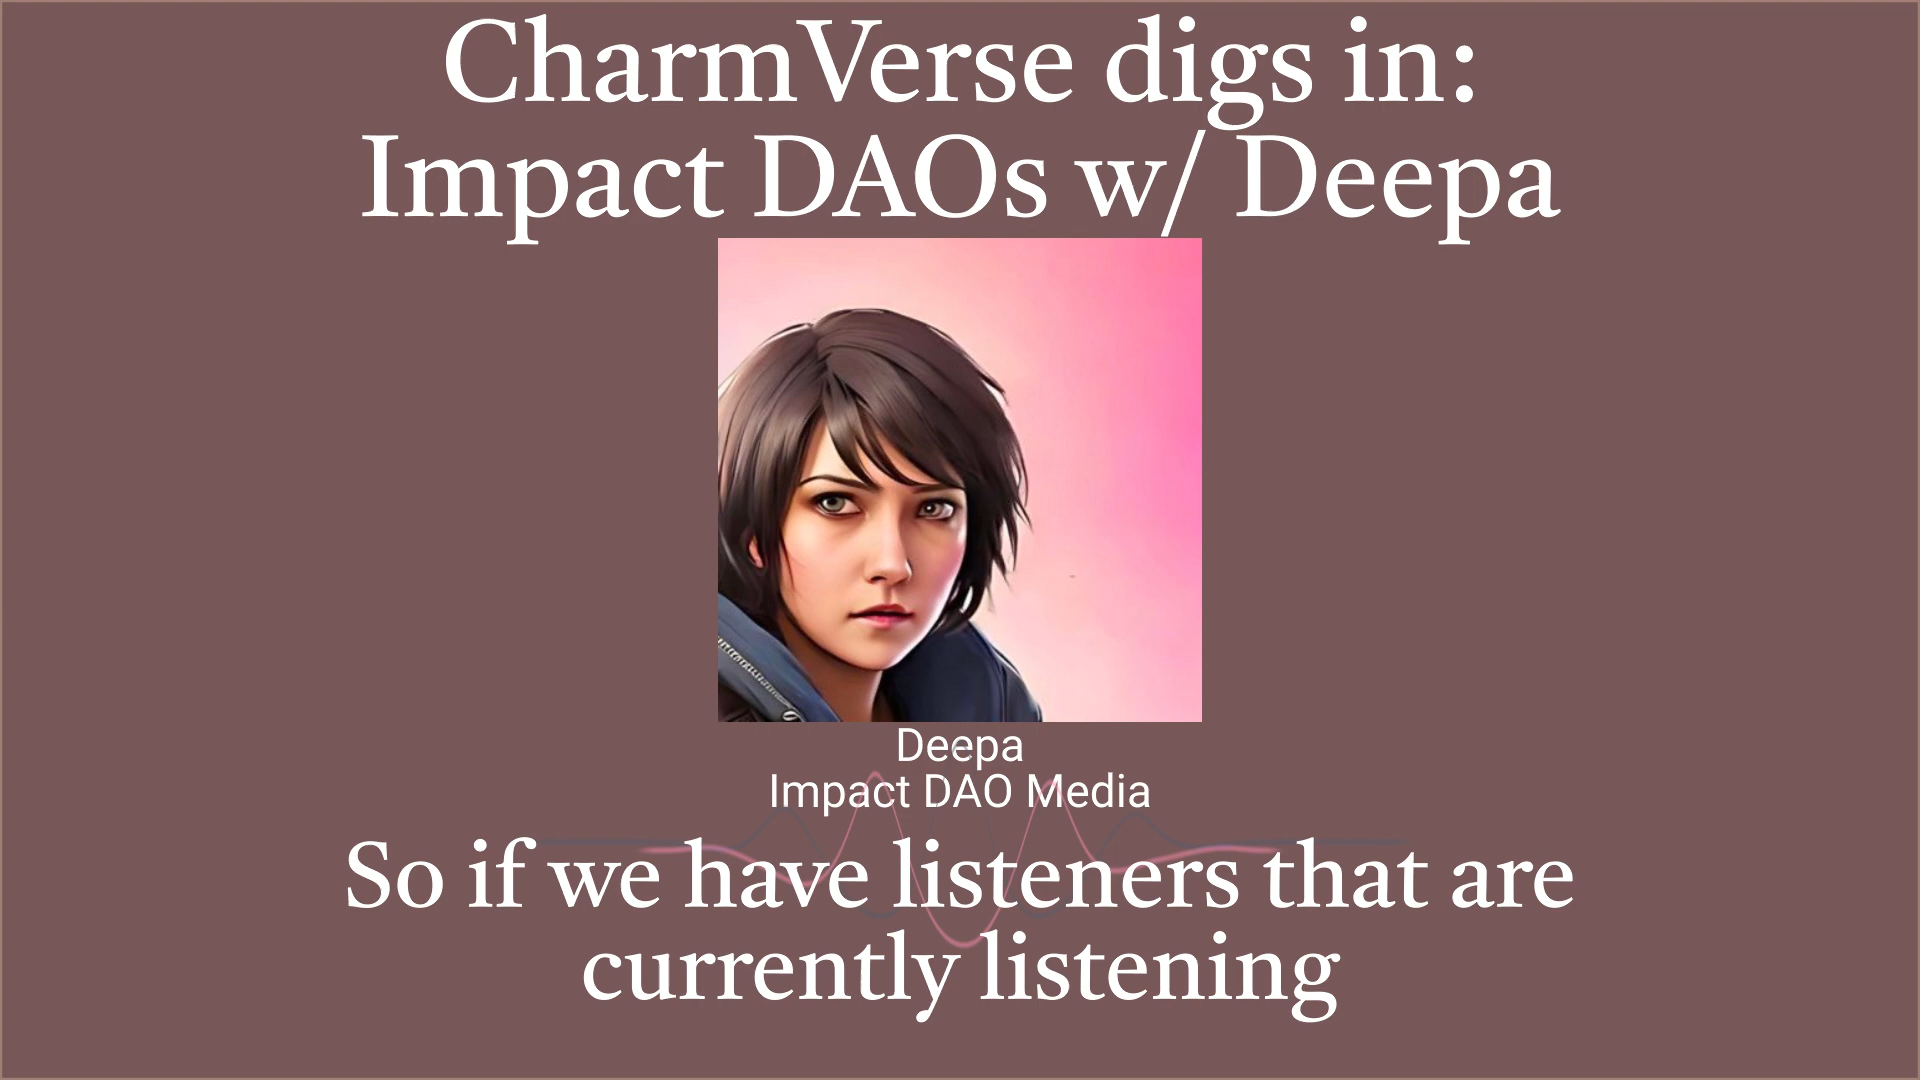 CharmVerse digs in:
Impact DAOs w/ Deepa
Deepa
Impact DAO Media
So if we have listeners that are
currently listening